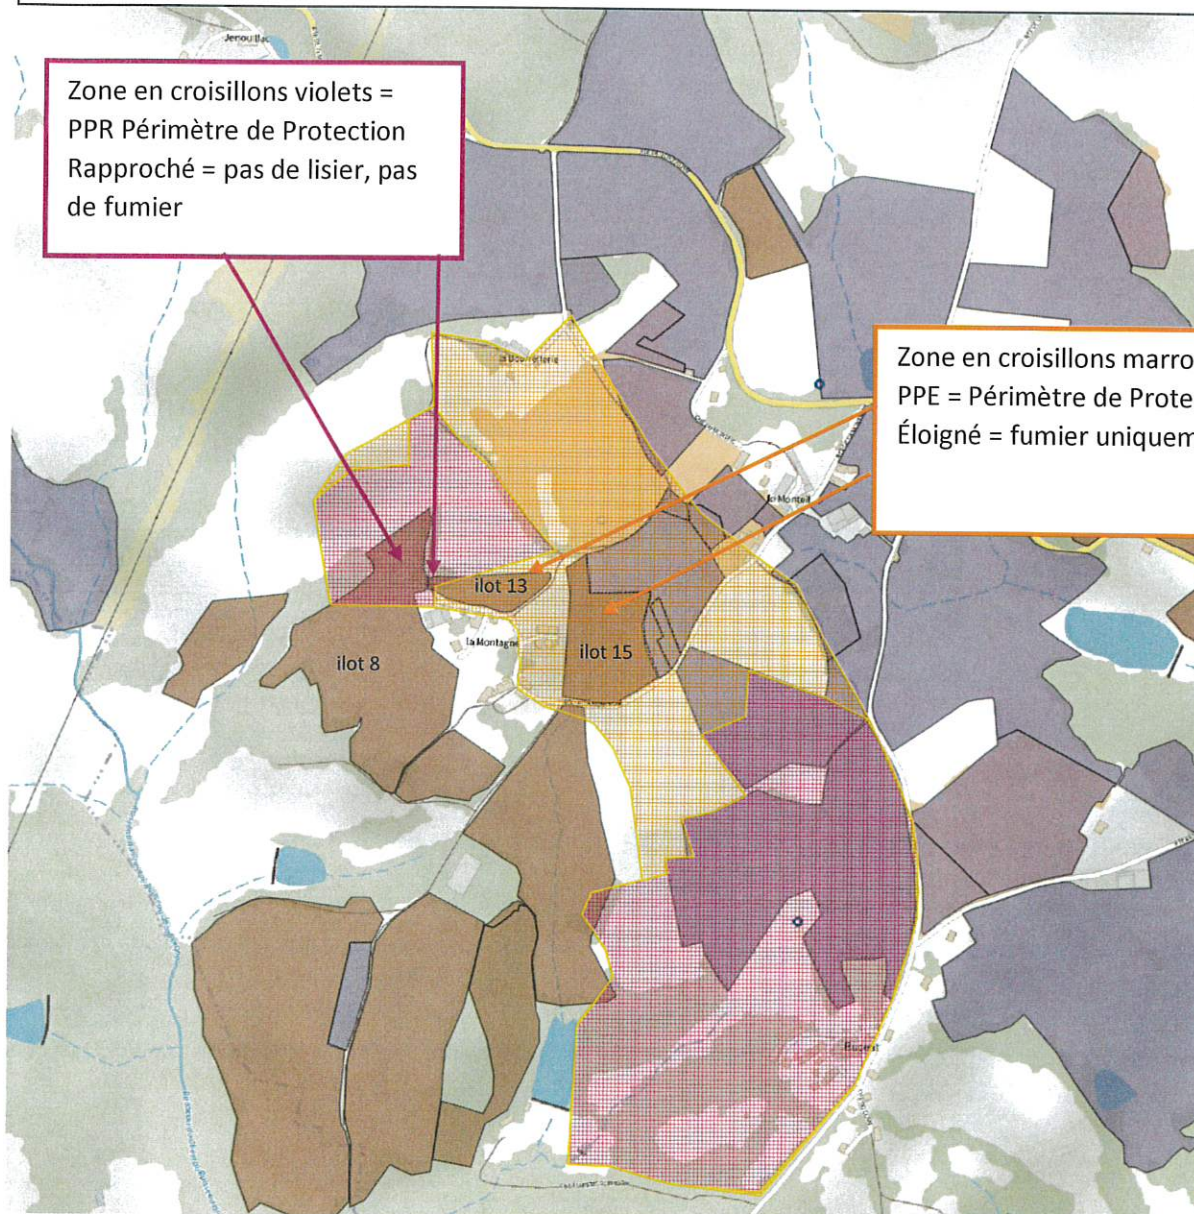 Jenouillac
Zone en croisillons violets =
PPR Périmètre de Protection
Rapproché = pas de lisier, pas
de fumier
Zone en croisillons marro
PPE = Périmètre de Prote
Éloigné = fumier uniquem
le Monteil
ilot 13
la Montagne
ilot 15
ilot 8